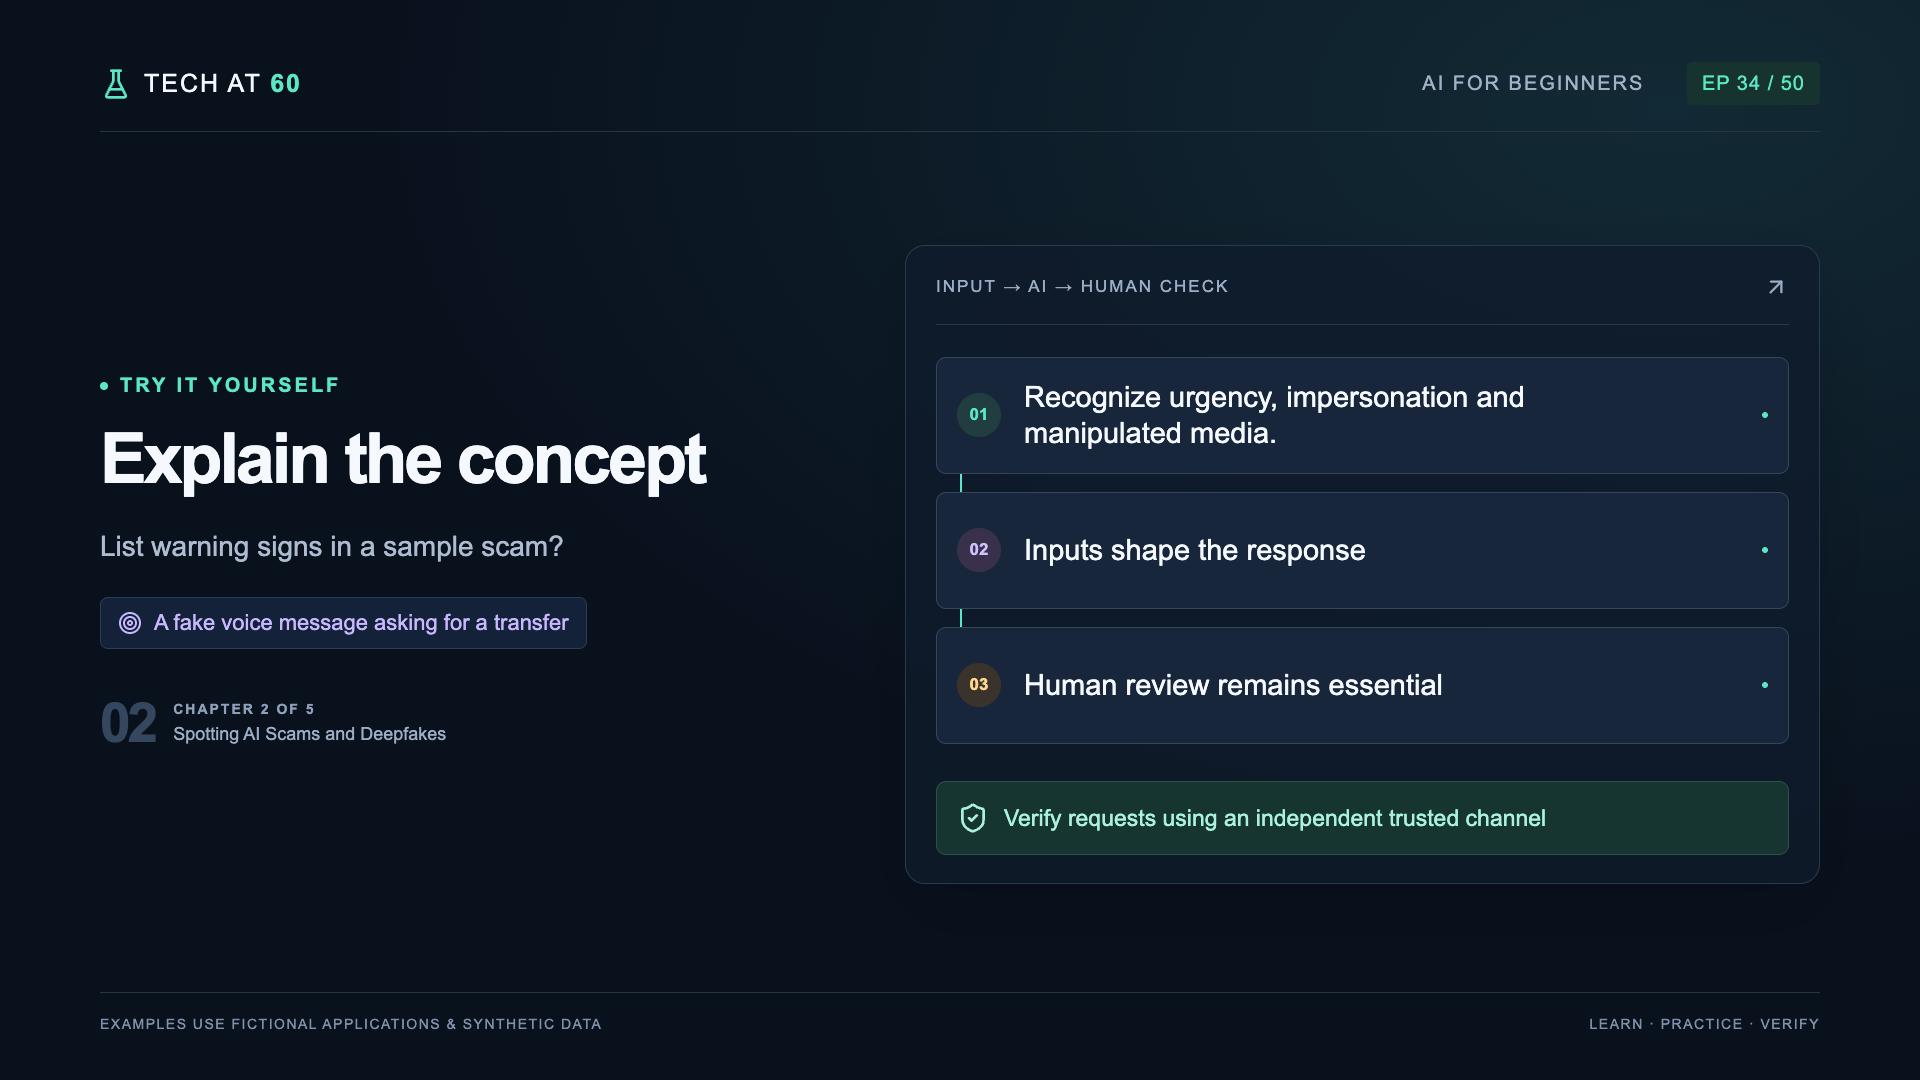 TECH AT 60
AI FOR BEGINNERS
EP 34 / 50
TRY IT YOURSELF
Explain the concept
List warning signs in a sample scam?
A fake voice message asking for a transfer
02
CHAPTER 2 OF 5
Spotting AI Scams and Deepfakes
INPUT → AI → HUMAN CHECK
01
Recognize urgency, impersonation and
manipulated media.
02
Inputs shape the response
03
Human review remains essential
Verify requests using an independent trusted channel
EXAMPLES USE FICTIONAL APPLICATIONS & SYNTHETIC DATA
LEARN · PRACTICE · VERIFY